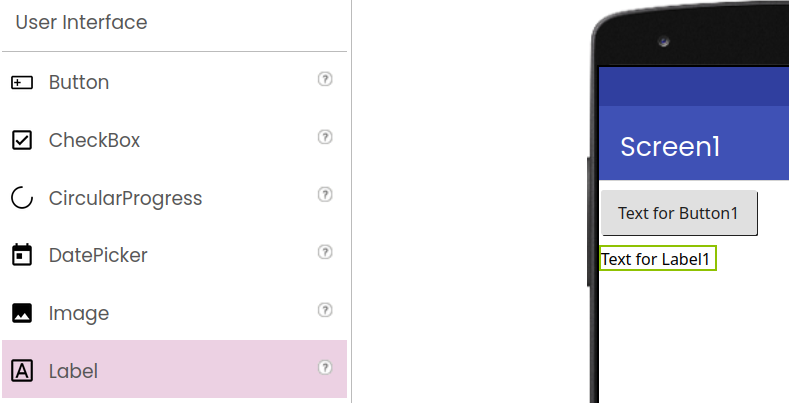 User Interface
Button
?
CheckBox
?
CircularProgress
?
DatePicker
?
Image
?
A
Label
?
Screen1
Text for Button1
Text for Label1